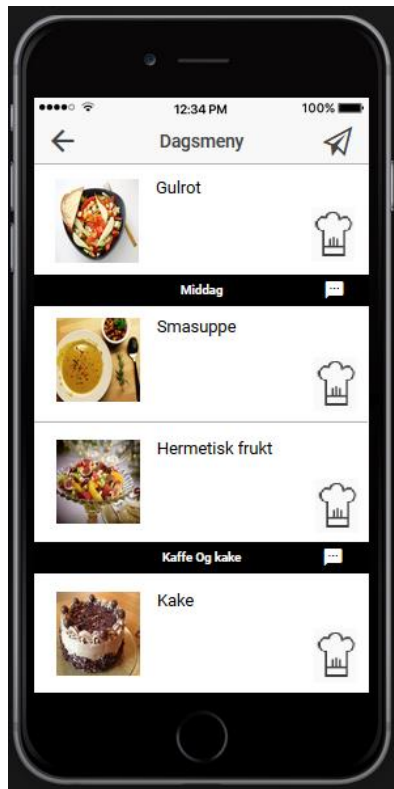 12:34 PM 100%
Dagsmeny
Gulrot
Middag
Smasuppe
Hermetisk frukt
Kaffe Og kake
Kake